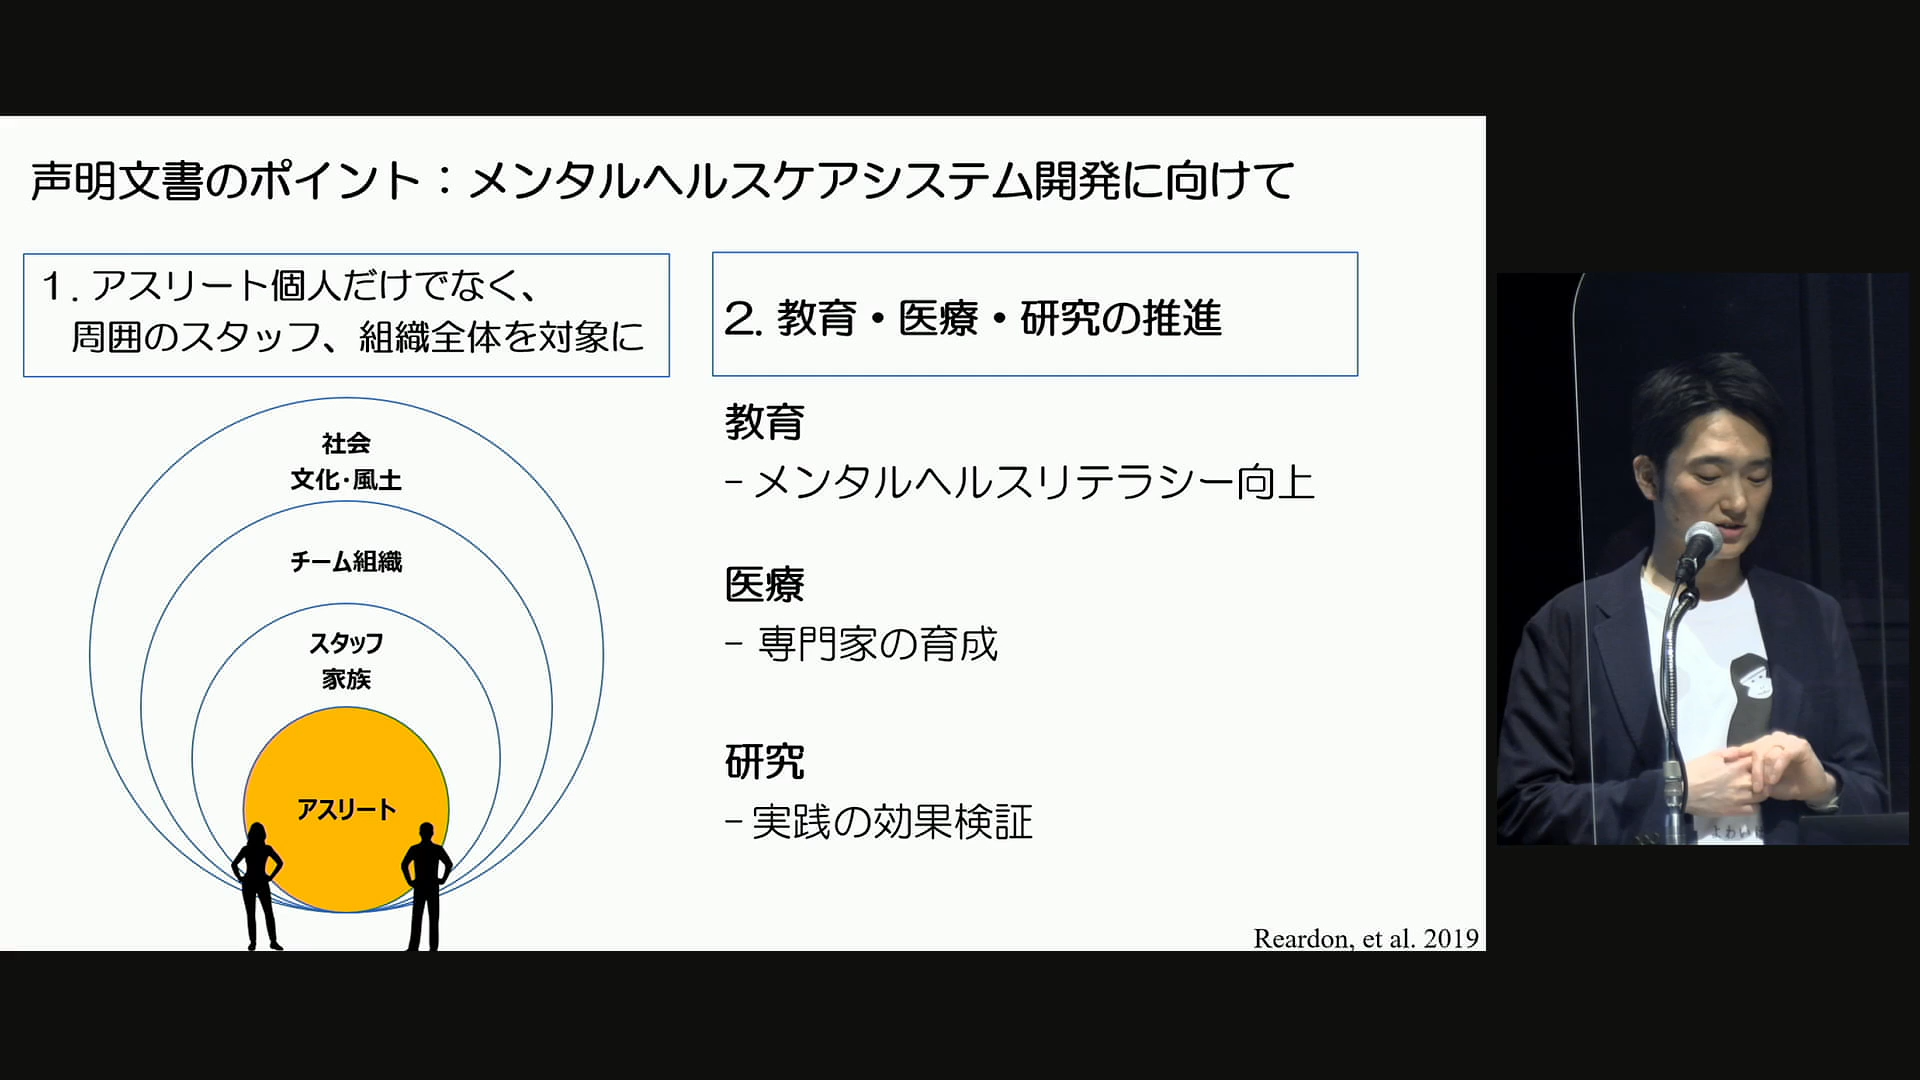 声明文書のポイント：メンタルヘルスケアシステム開発に向けて
１. アスリート個人だけでなく、
周囲のスタッフ、組織全体を対象に
社会
文化・風土
チーム組織
スタッフ
家族
アスリート
2. 教育・医療・研究の推進
教育
－メンタルヘルスリテラシー向上
医療
－ 専門家の育成
研究
－実践の効果検証
Reardon, et al. 2019